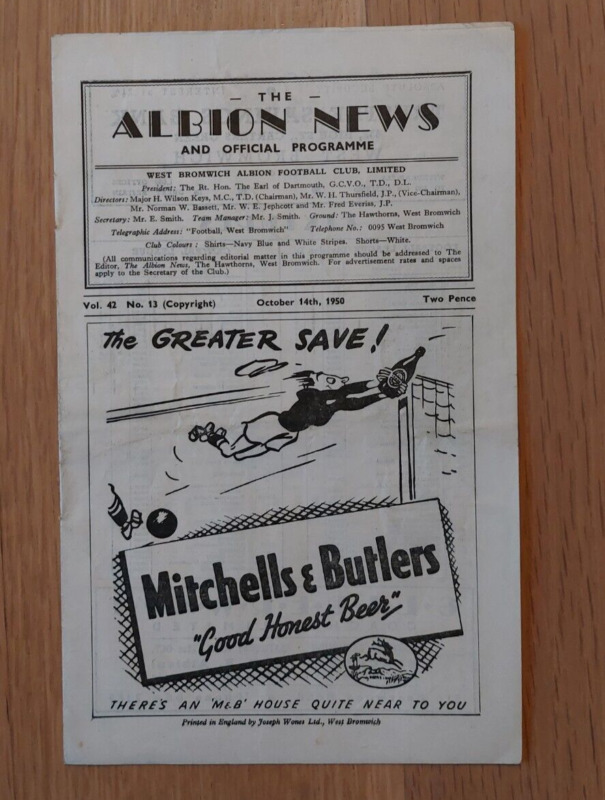 — THE —
ALBION NEWS
AND OFFICIAL PROGRAMME
WEST BROMWICH ALBION FOOTBALL CLUB, LIMITED
President: The Rt. Hon. The Earl of Dartmouth, G.C.V.O., T.D., D.L.
Directors: Major H. Wilson Keys, M.C., T.D. (Chairman), Mr. W. H. Thursfield, J.P., (Vice-Chairman),
Mr. Norman W. Bassett, Mr. W. E. Jephcott and Mr. Fred Everiss, J.P.
Secretary: Mr. E. Smith. Team Manager: Mr. J. Smith. Ground: The Hawthorns, West Bromwich
Telegraphic Address: "Football, West Bromwich" Telephone No.: 0095 West Bromwich
Club Colours: Shirts—Navy Blue and White Stripes. Shorts—White.
(All communications regarding editorial matter in this programme should be addressed to The
Editor, The Albion News, The Hawthorns, West Bromwich. For advertisement rates and spaces
apply to the Secretary of the Club.)
Vol. 42 No. 13 (Copyright) October 14th, 1950 Two Pence
The GREATER SAVE!
Mitchells & Butlers
"Good Honest Beer"
THERE'S AN 'M&B' HOUSE QUITE NEAR TO YOU
Printed in England by Joseph Wones Ltd., West Bromwich